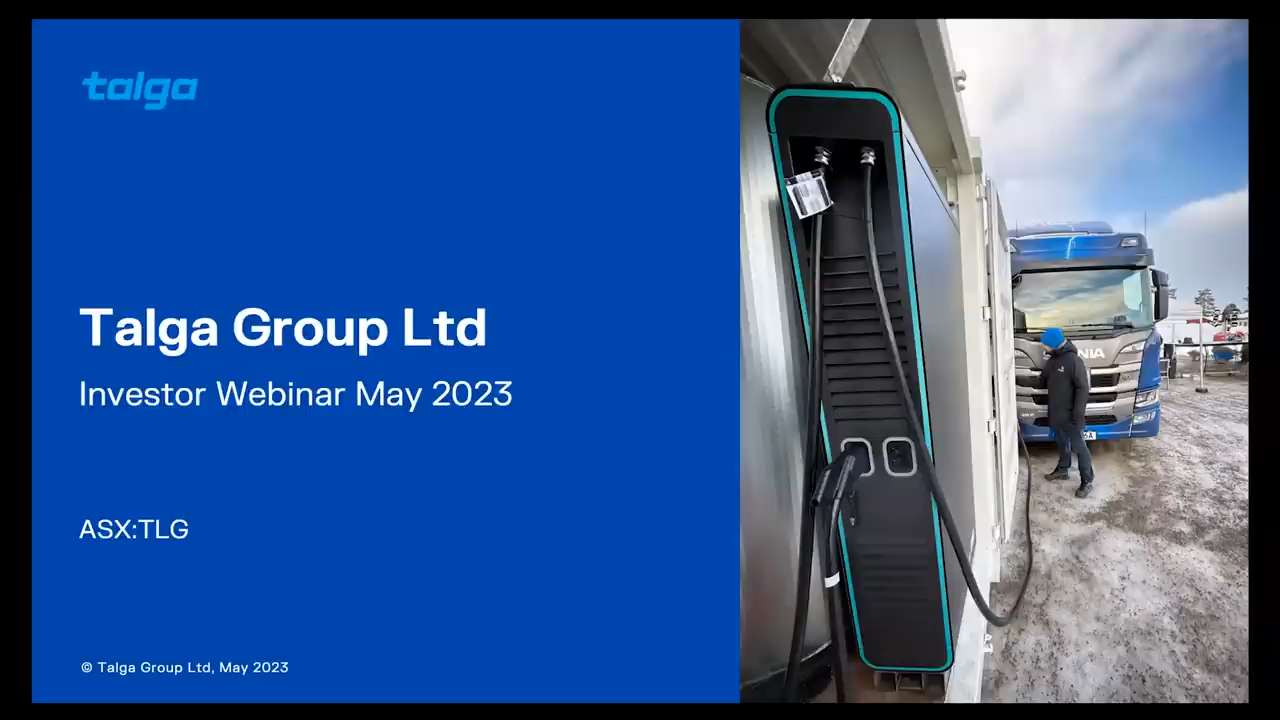 talga
Talga Group Ltd
Investor Webinar May 2023
ASX:TLG
© Talga Group Ltd, May 2023